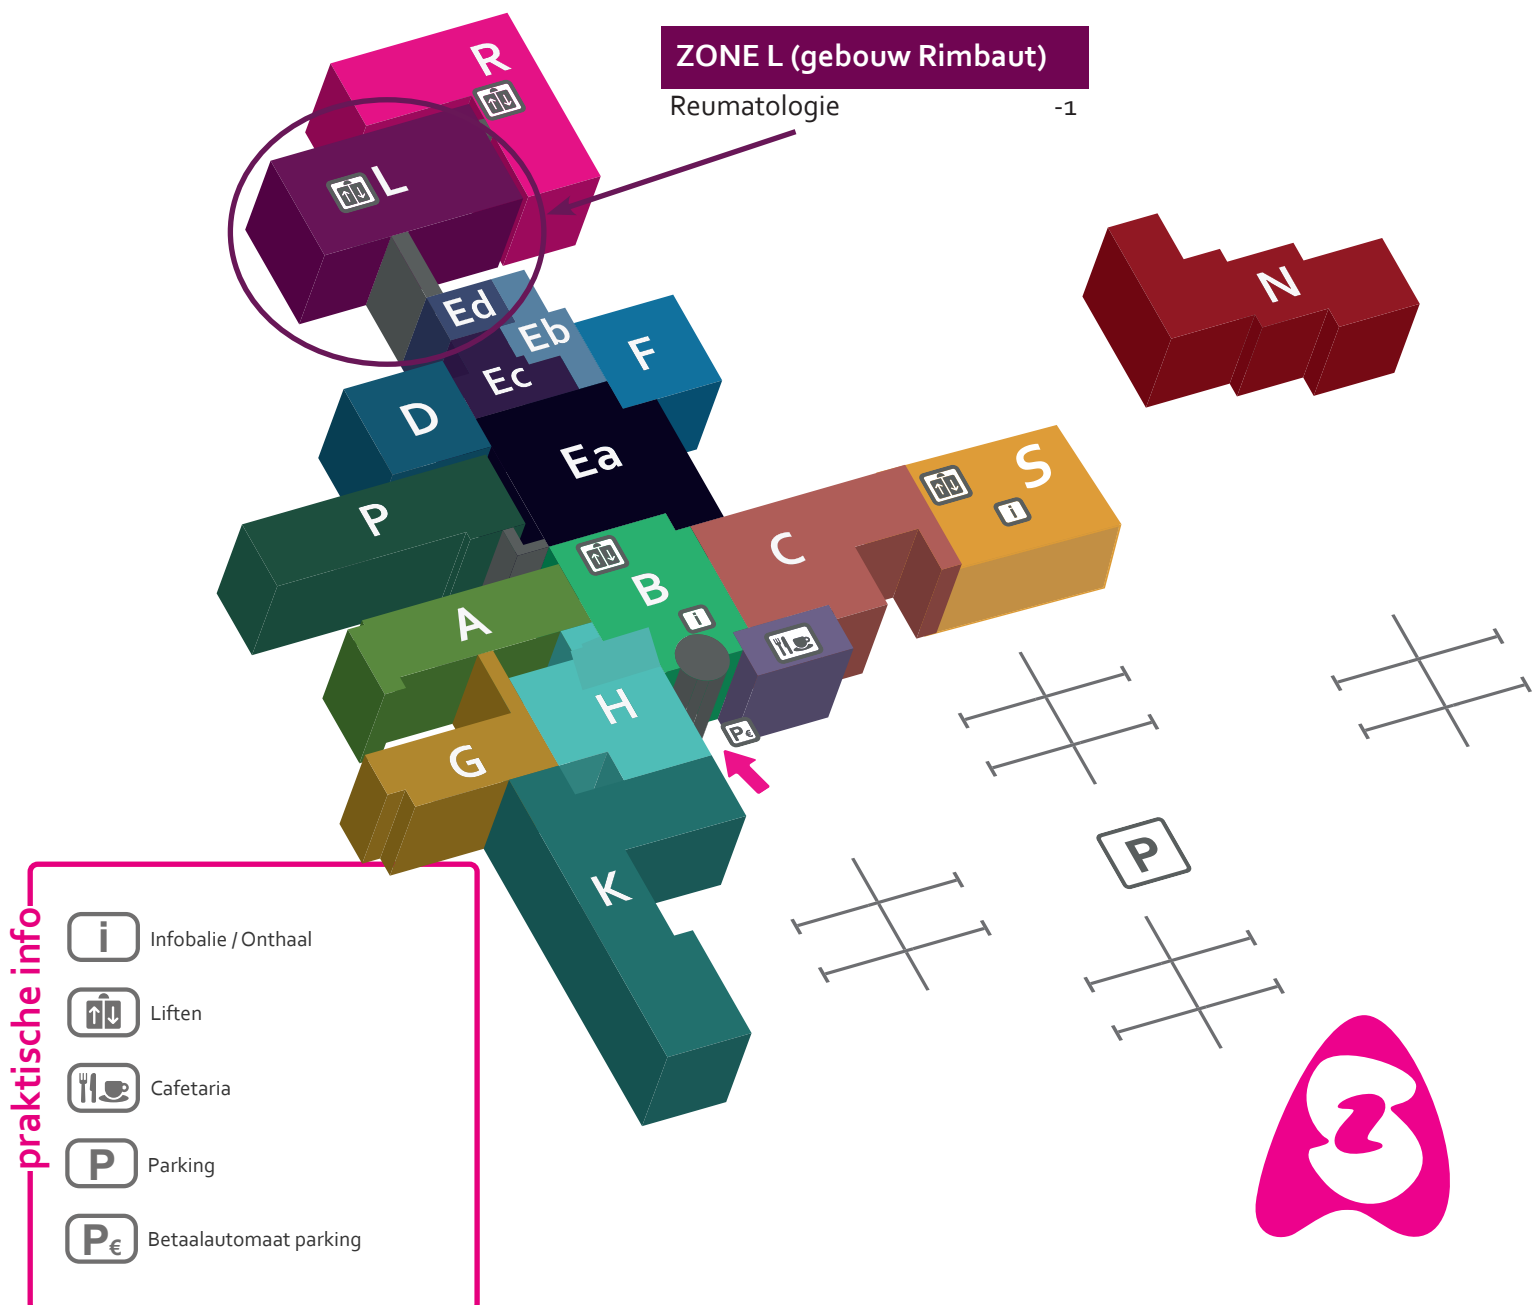 ZONE L (gebouw Rimbaut)
Reumatologie -1
R
L
N
Ed
Eb
F
Ec
D
Ea
S
i
P
C
B
i
A
H
P€
G
P
K
praktische info
i Infobalie / Onthaal
Liften
Cafetaria
P Parking
P€ Betaalautomaat parking